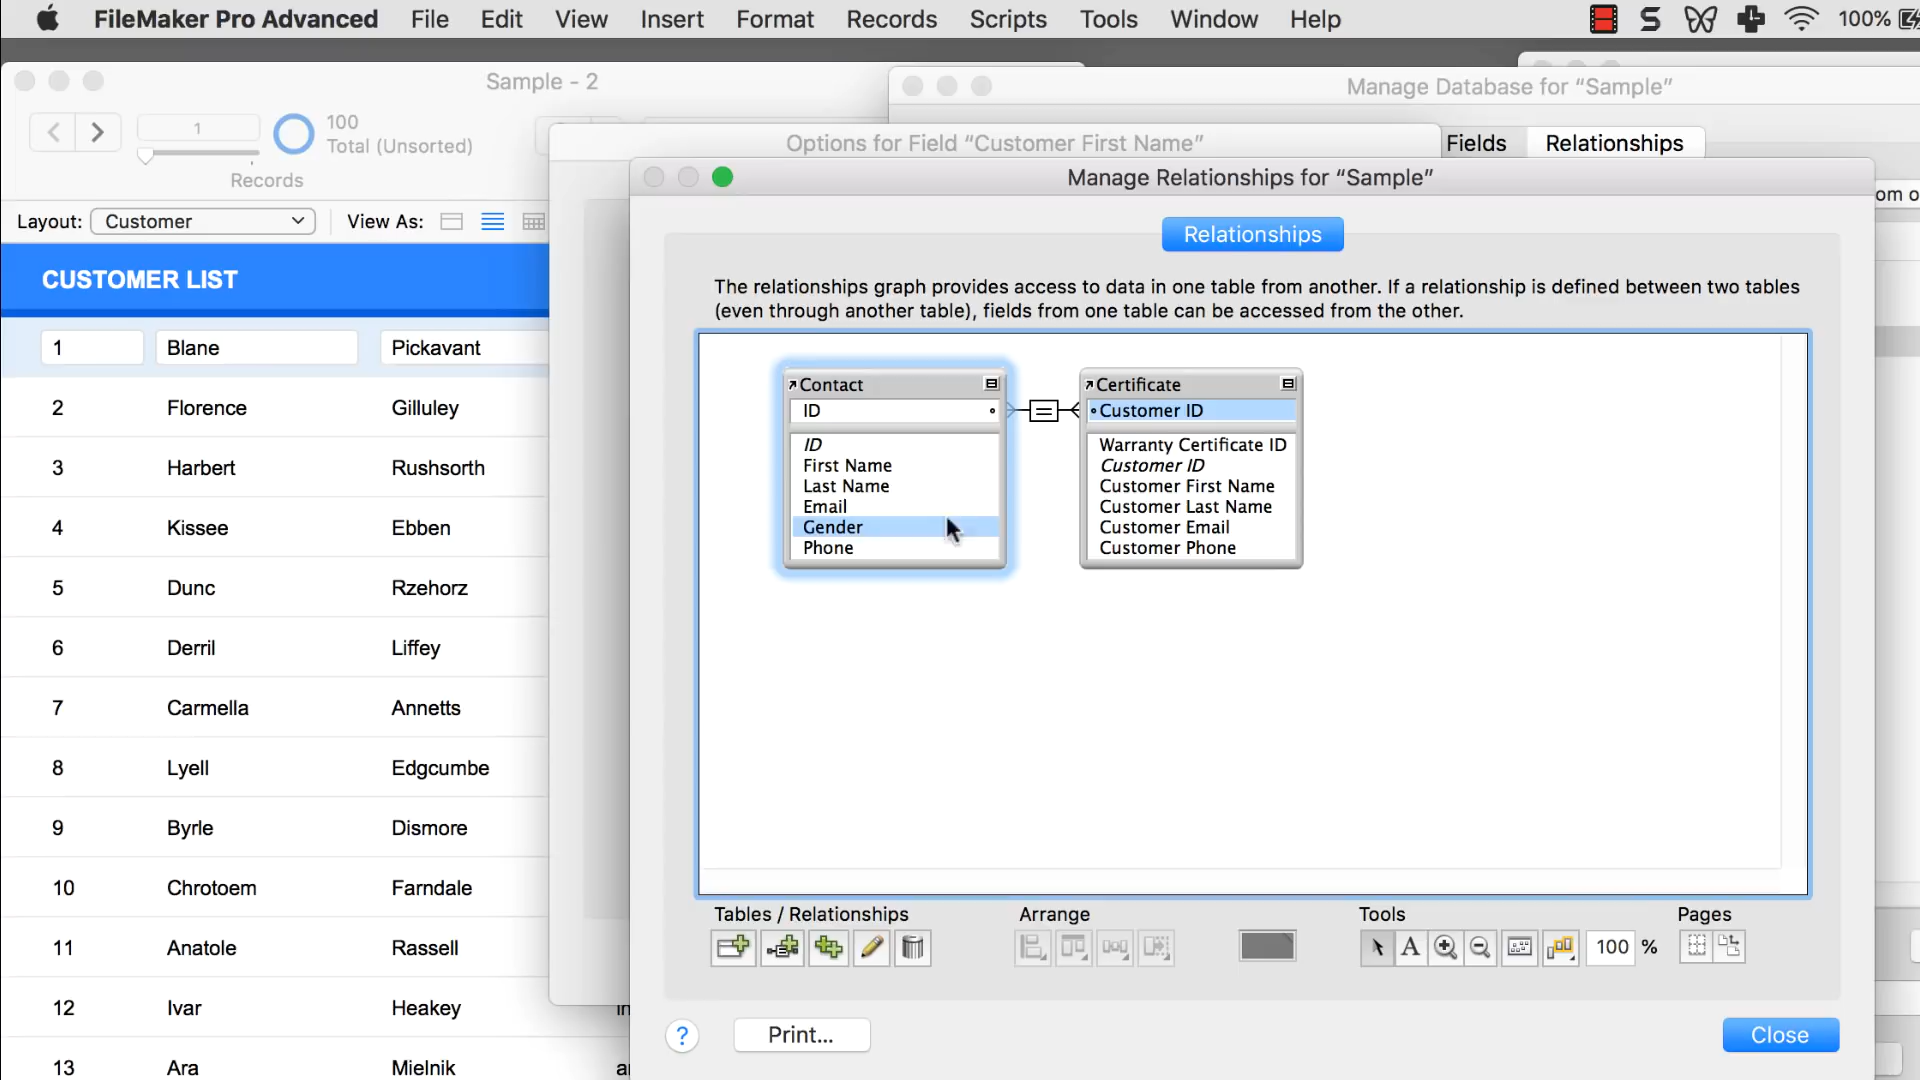 FileMaker Pro Advanced File Edit View Insert Format Records Scripts Tools Window Help 100%
Sample - 2
Manage Database for “Sample”
1
100
Total (Unsorted)
Records
Options for Field “Customer First Name”
Fields Relationships
Manage Relationships for “Sample”
Layout: Customer View As:
Relationships
om o
CUSTOMER LIST
The relationships graph provides access to data in one table from another. If a relationship is defined between two tables
(even through another table), fields from one table can be accessed from the other.
1 Blane Pickavant
2 Florence Gilluley
3 Harbert Rushsorth
4 Kissee Ebben
5 Dunc Rzehorz
6 Derril Liffey
7 Carmella Annetts
8 Lyell Edgcumbe
9 Byrle Dismore
10 Chrotoem Farndale
11 Anatole Rassell
12 Ivar Heakey in
13 Ara Mielnik
Contact
ID
ID
First Name
Last Name
Email
Gender
Phone
=
Certificate
Customer ID
Warranty Certificate ID
Customer ID
Customer First Name
Customer Last Name
Customer Email
Customer Phone
Tables / Relationships Arrange Tools Pages
A 100 %
? Print... Close